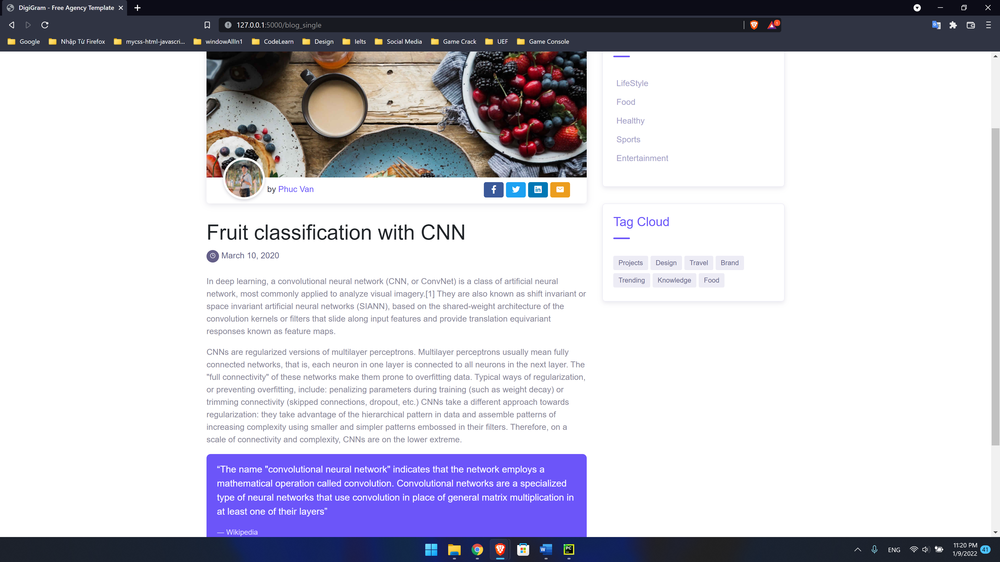 DigiGram - Free Agency Template
127.0.0.1:5000/blog_single
1
Google
Nhập Từ Firefox
mycss-html-javascri...
windowAllIn1
CodeLearn
Design
Ielts
Social Media
Game Crack
UEF
Game Console
LifeStyle
Food
Healthy
Sports
Entertainment
by Phuc Van
Fruit classification with CNN
March 10, 2020
In deep learning, a convolutional neural network (CNN, or ConvNet) is a class of artificial neural
network, most commonly applied to analyze visual imagery.[1] They are also known as shift invariant or
space invariant artificial neural networks (SIANN), based on the shared-weight architecture of the
convolution kernels or filters that slide along input features and provide translation equivariant
responses known as feature maps.
CNNs are regularized versions of multilayer perceptrons. Multilayer perceptrons usually mean fully
connected networks, that is, each neuron in one layer is connected to all neurons in the next layer. The
"full connectivity" of these networks make them prone to overfitting data. Typical ways of regularization,
or preventing overfitting, include: penalizing parameters during training (such as weight decay) or
trimming connectivity (skipped connections, dropout, etc.) CNNs take a different approach towards
regularization: they take advantage of the hierarchical pattern in data and assemble patterns of
increasing complexity using smaller and simpler patterns embossed in their filters. Therefore, on a
scale of connectivity and complexity, CNNs are on the lower extreme.
“The name "convolutional neural network" indicates that the network employs a
mathematical operation called convolution. Convolutional networks are a specialized
type of neural networks that use convolution in place of general matrix multiplication in
at least one of their layers”
— Wikipedia
Tag Cloud
Projects Design Travel Brand
Trending Knowledge Food
ENG
11:20 PM
1/9/2022
41